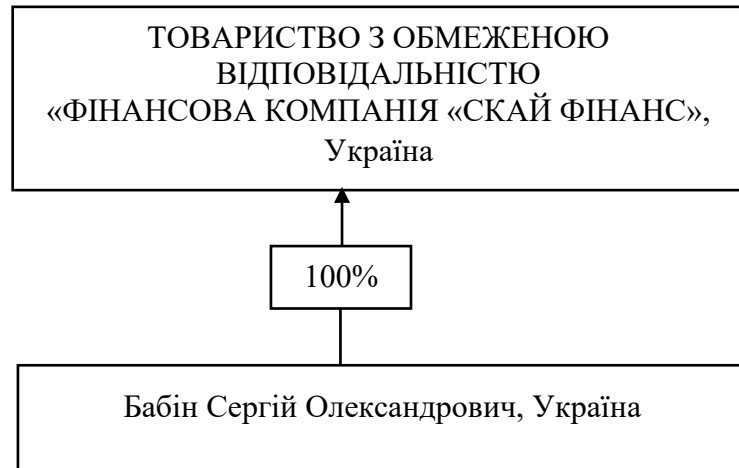 ТОВАРИСТВО З ОБМЕЖЕНОЮ
ВІДПОВІДАЛЬНІСТЮ
«ФІНАНСОВА КОМПАНІЯ «СКАЙ ФІНАНС»,
Україна
100%
Бабін Сергій Олександрович, Україна